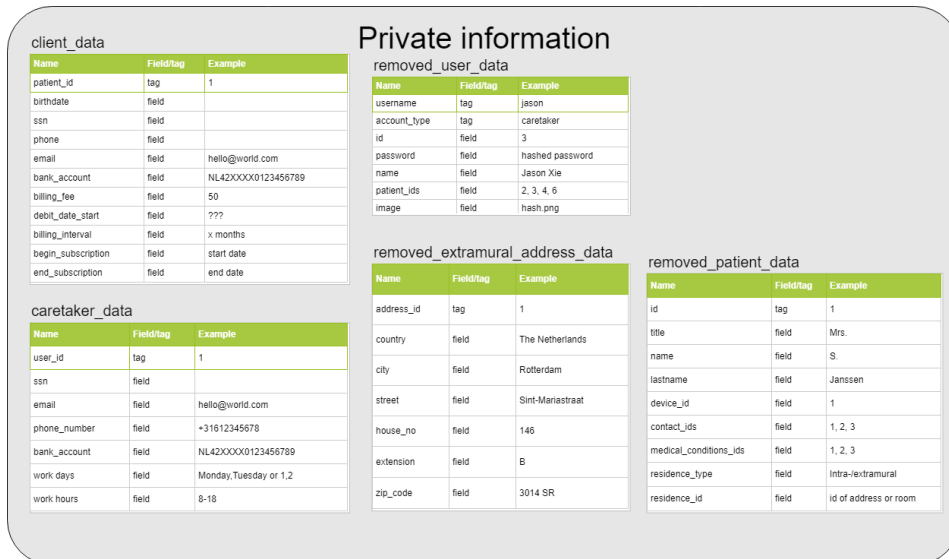 Private information
client_data
Name Field/tag Example
patient_id tag 1
birthdate field
ssn field
phone field
email field hello@world.com
bank_account field NL42XXXX0123456789
billing_fee field 50
debit_date_start field ???
billing_interval field x months
begin_subscription field start date
end_subscription field end date
caretaker_data
Name Field/tag Example
user_id tag 1
ssn field
email field hello@world.com
phone_number field +31612345678
bank_account field NL42XXXX0123456789
work days field Monday,Tuesday or 1,2
work hours field 8-18
removed_user_data
Name Field/tag Example
username tag jason
account_type tag caretaker
id field 3
password field hashed password
name field Jason Xie
patient_ids field 2, 3, 4, 6
image field hash.png
removed_extramural_address_data
Name Field/tag Example
address_id tag 1
country field The Netherlands
city field Rotterdam
street field Sint-Mariastraat
house_no field 146
extension field B
zip_code field 3014 SR
removed_patient_data
Name Field/tag Example
id tag 1
title field Mrs.
name field S.
lastname field Janssen
device_id field 1
contact_ids field 1, 2, 3
medical_conditions_ids field 1, 2, 3
residence_type field Intra-/extramural
residence_id field id of address or room